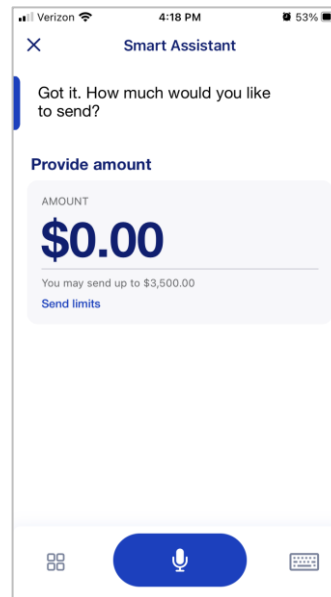 Verizon 4:18 PM 53%
Smart Assistant
Got it. How much would you like
to send?
Provide amount
AMOUNT
$0.00
You may send up to $3,500.00
Send limits